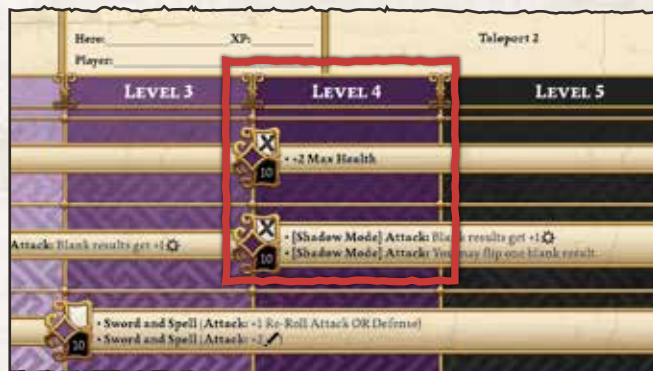 Hero: XP:
Player:
Teleport 2
LEVEL 3 LEVEL 4 LEVEL 5
X
10
• +2 Max Health
Attack: Blank results get +1
X
10
• [Shadow Mode] Attack: Blank results get +1
• [Shadow Mode] Attack: You may flip one blank result.
10
• Sword and Spell (Attack: +1 Re-Roll Attack OR Defense)
• Sword and Spell (Attack: +2 )